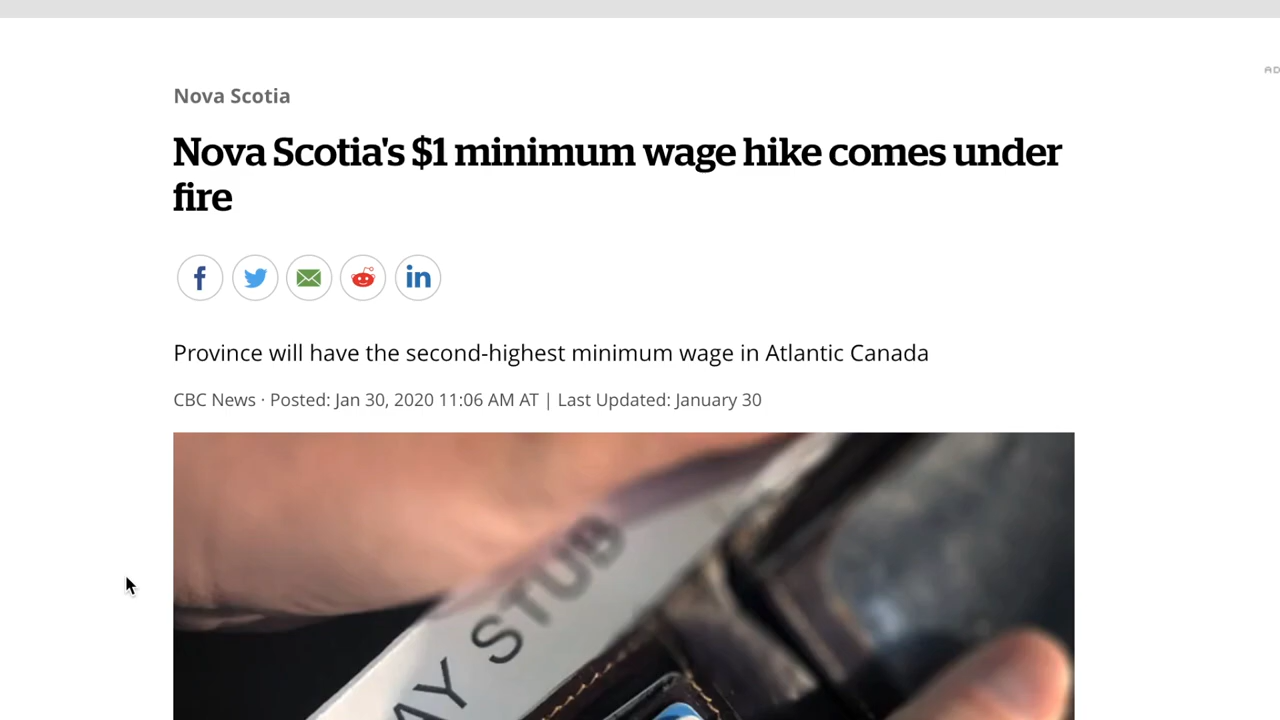 AD
Nova Scotia
Nova Scotia's $1 minimum wage hike comes under
fire
f
in
Province will have the second-highest minimum wage in Atlantic Canada
CBC News · Posted: Jan 30, 2020 11:06 AM AT | Last Updated: January 30
AY STUB